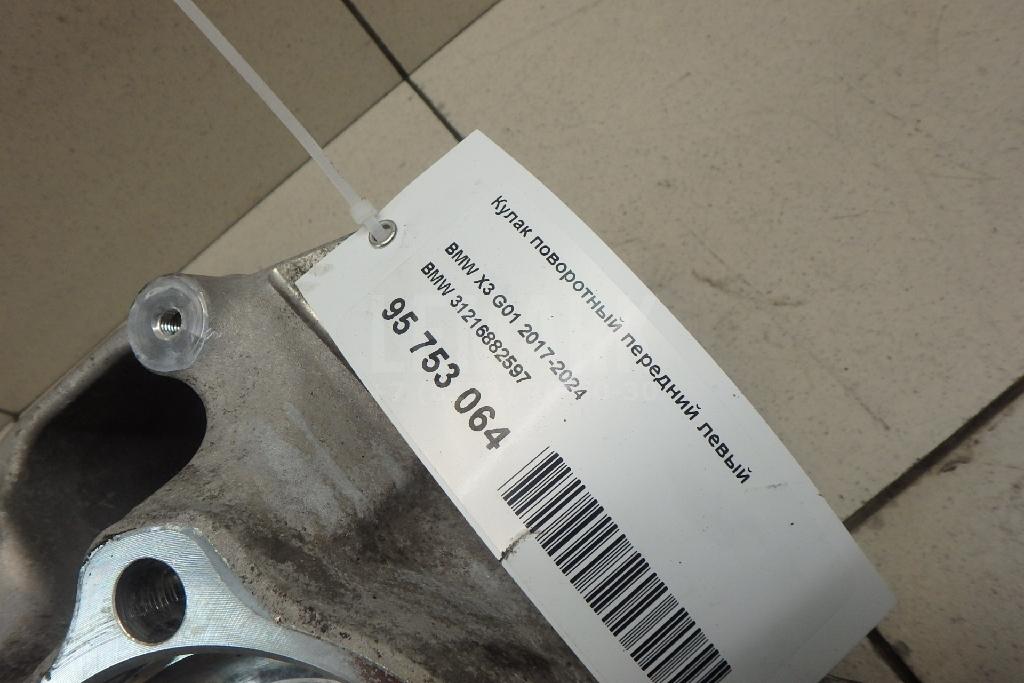 Кулак поворотный передний левый
BMW X3 G01 2017-2024
BMW 31216882597
95 753 064